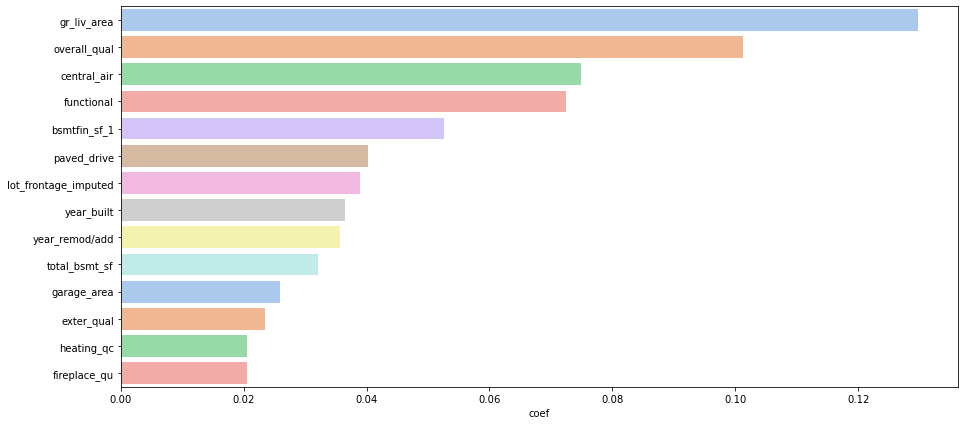 gr_liv_area
overall_qual
central_air
functional
bsmtfin_sf_1
paved_drive
lot_frontage_imputed
year_built
year_remod/add
total_bsmt_sf
garage_area
exter_qual
heating_qc
fireplace_qu
0.00 0.02 0.04 0.06 0.08 0.10 0.12
coef